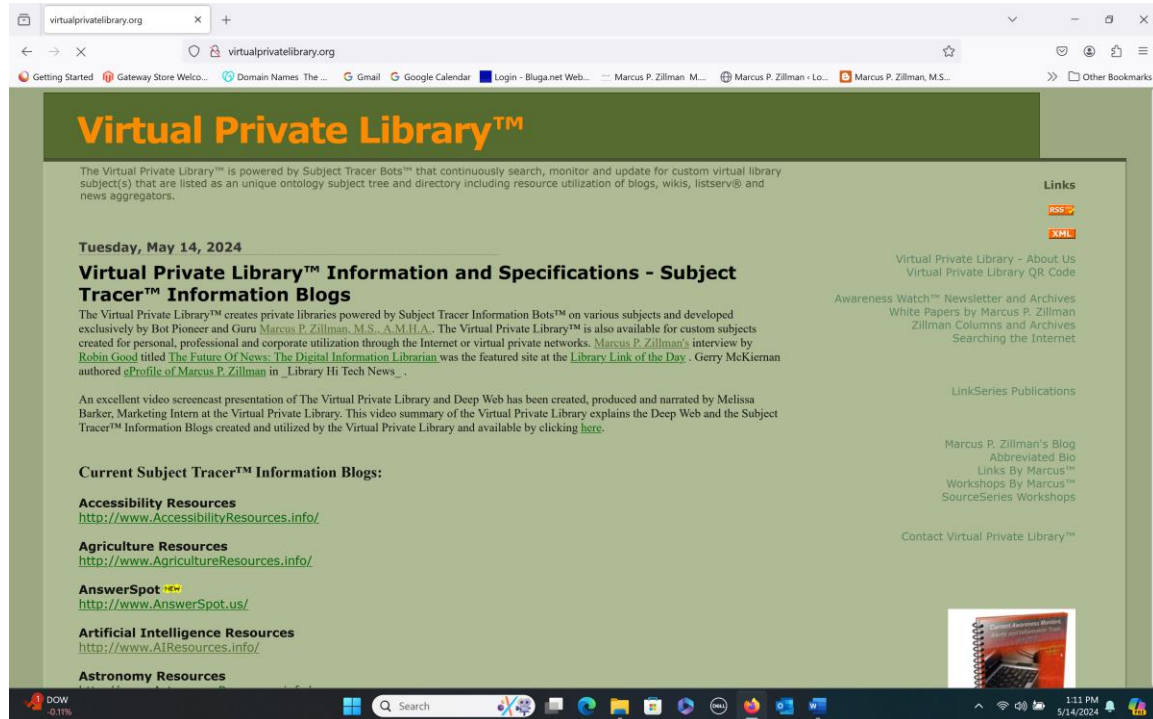 virtualprivatelibrary.org
virtualprivatelibrary.org
Getting Started Gateway Store Welco... Domain Names The ... Gmail Google Calendar Login - Bluga.net Web... Marcus P. Zillman M.... Marcus P. Zillman ‹ Lo... Marcus P. Zillman, M.S... Other Bookmarks
Virtual Private Library™
The Virtual Private Library™ is powered by Subject Tracer Bots™ that continuously search, monitor and update for custom virtual library
subject(s) that are listed as an unique ontology subject tree and directory including resource utilization of blogs, wikis, listserv® and
news aggregators.
Tuesday, May 14, 2024
Virtual Private Library™ Information and Specifications - Subject
Tracer™ Information Blogs
The Virtual Private Library™ creates private libraries powered by Subject Tracer Information Bots™ on various subjects and developed
exclusively by Bot Pioneer and Guru Marcus P. Zillman, M.S., A.M.H.A.. The Virtual Private Library™ is also available for custom subjects
created for personal, professional and corporate utilization through the Internet or virtual private networks. Marcus P. Zillman's interview by
Robin Good titled The Future Of News: The Digital Information Librarian was the featured site at the Library Link of the Day . Gerry McKiernan
authored eProfile of Marcus P. Zillman in _Library Hi Tech News_ .
An excellent video screencast presentation of The Virtual Private Library and Deep Web has been created, produced and narrated by Melissa
Barker, Marketing Intern at the Virtual Private Library. This video summary of the Virtual Private Library explains the Deep Web and the Subject
Tracer™ Information Blogs created and utilized by the Virtual Private Library and available by clicking here.
Current Subject Tracer™ Information Blogs:
Accessibility Resources
http://www.AccessibilityResources.info/
Agriculture Resources
http://www.AgricultureResources.info/
AnswerSpot NEW
http://www.AnswerSpot.us/
Artificial Intelligence Resources
http://www.AIResources.info/
Astronomy Resources
Links
RSS
XML
Virtual Private Library - About Us
Virtual Private Library QR Code
Awareness Watch™ Newsletter and Archives
White Papers by Marcus P. Zillman
Zillman Columns and Archives
Searching the Internet
LinkSeries Publications
Marcus P. Zillman's Blog
Abbreviated Bio
Links By Marcus™
Workshops By Marcus™
SourceSeries Workshops
Contact Virtual Private Library™
DOW
-0.11%
Search
1:11 PM
5/14/2024